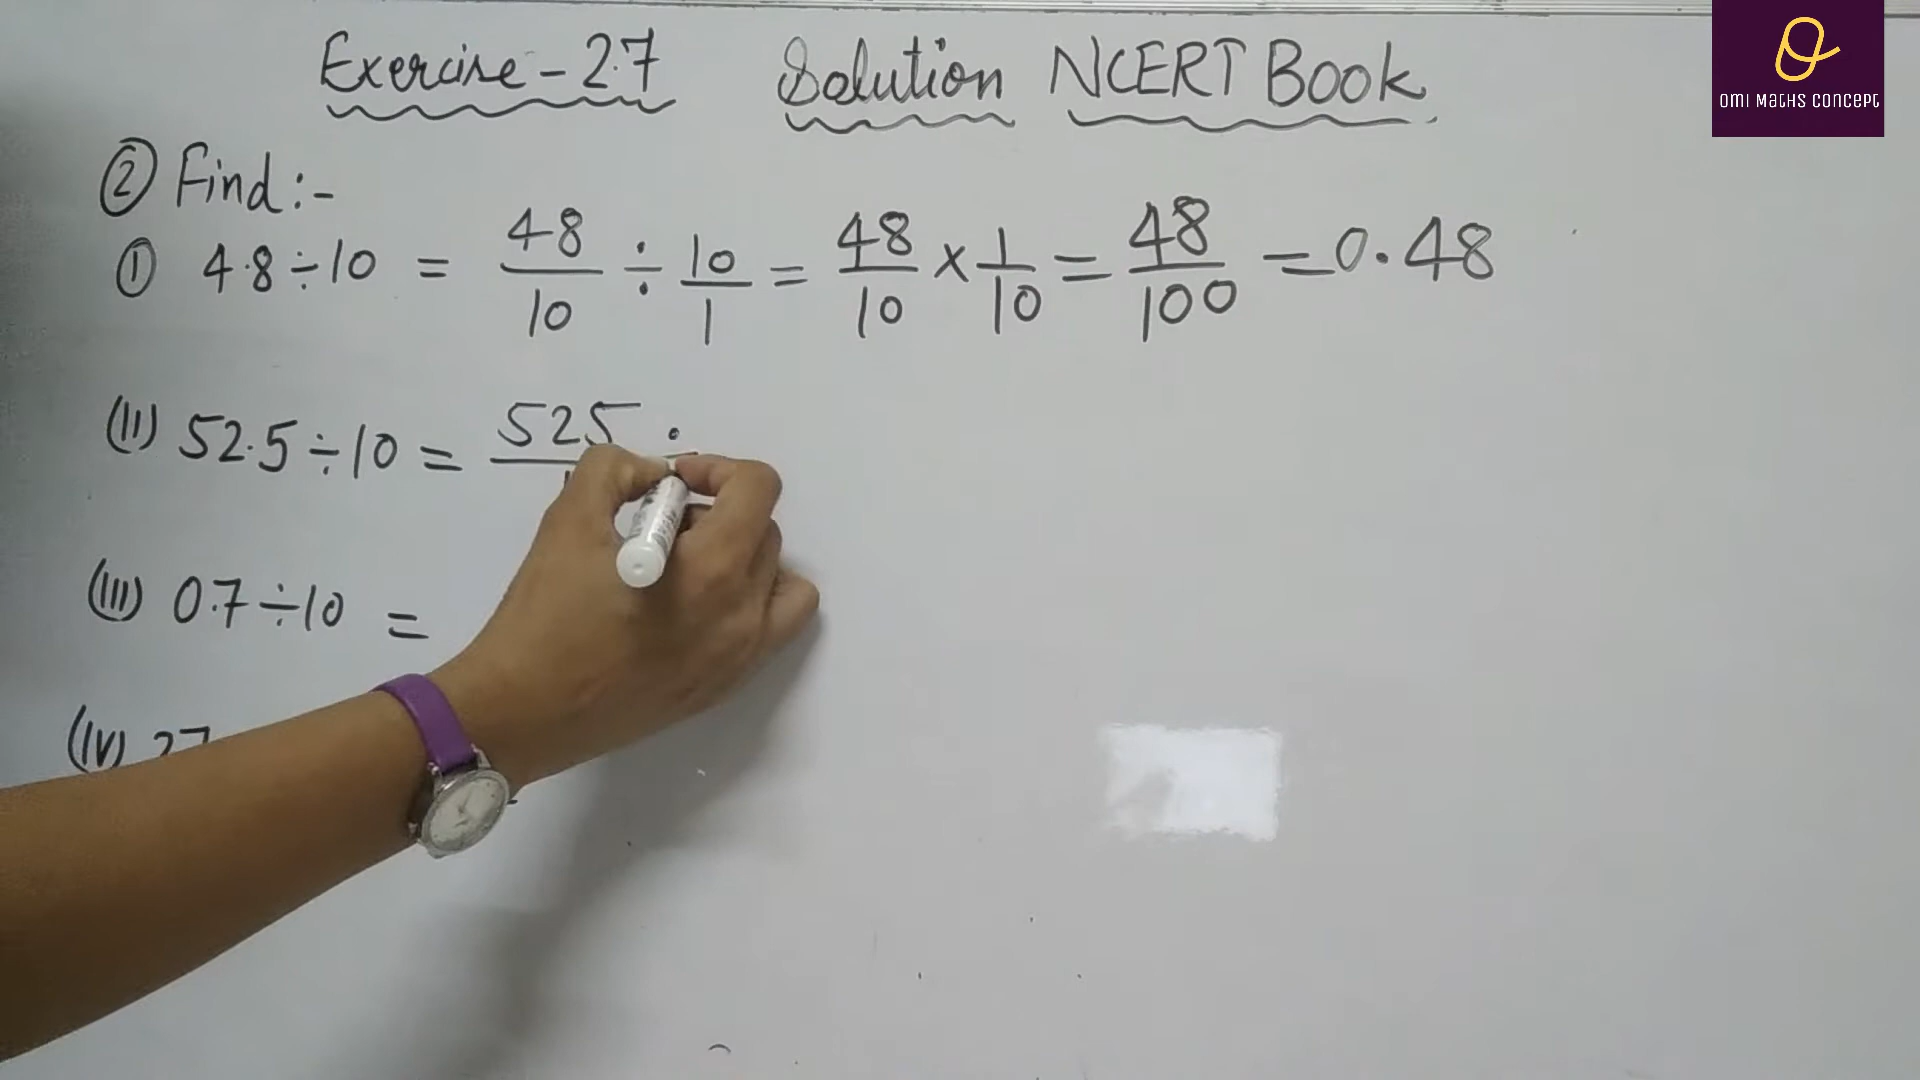 Exercise - 2.7 Solution NCERT Book
OMI MATHS CONCEPT
② Find :-
① 4.8 ÷ 10 = 48/10 ÷ 10/1 = 48/10 × 1/10 = 48/100 = 0.48
(II) 52.5 ÷ 10 = 525
(III) 0.7 ÷ 10 =
(IV)